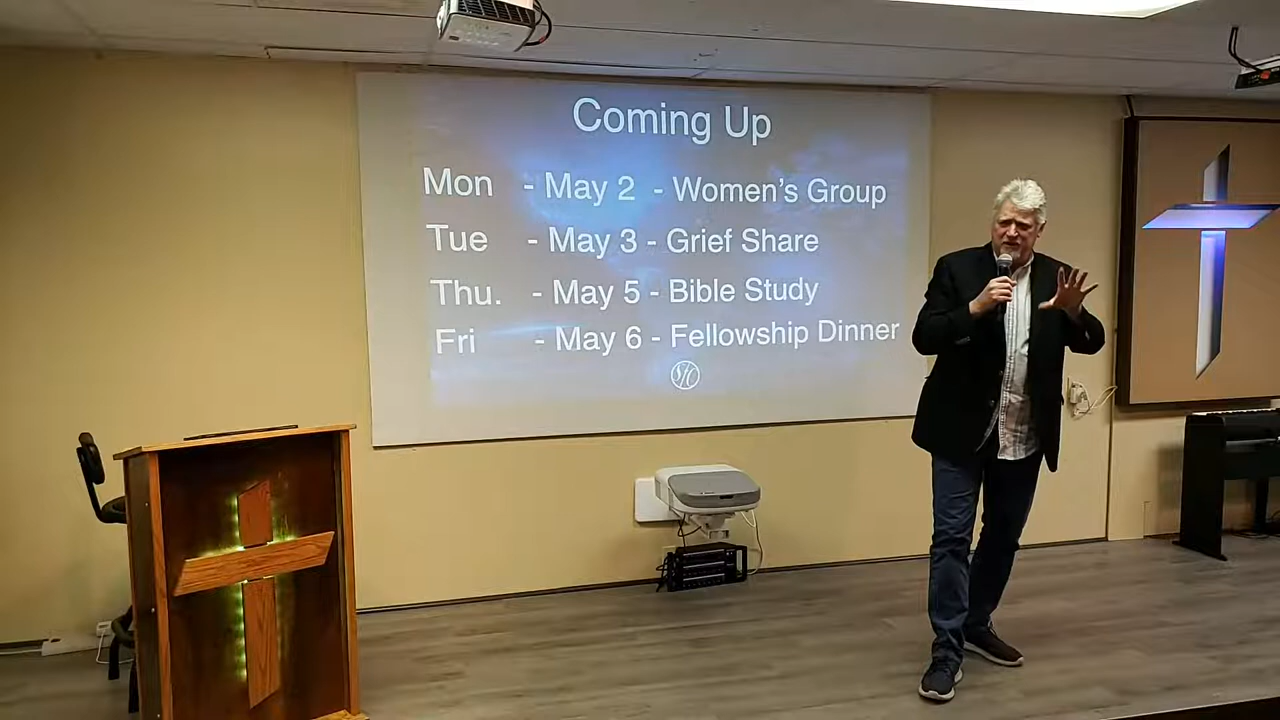 Coming Up
Mon - May 2 - Women's Group
Tue - May 3 - Grief Share
Thu. - May 5 - Bible Study
Fri - May 6 - Fellowship Dinner